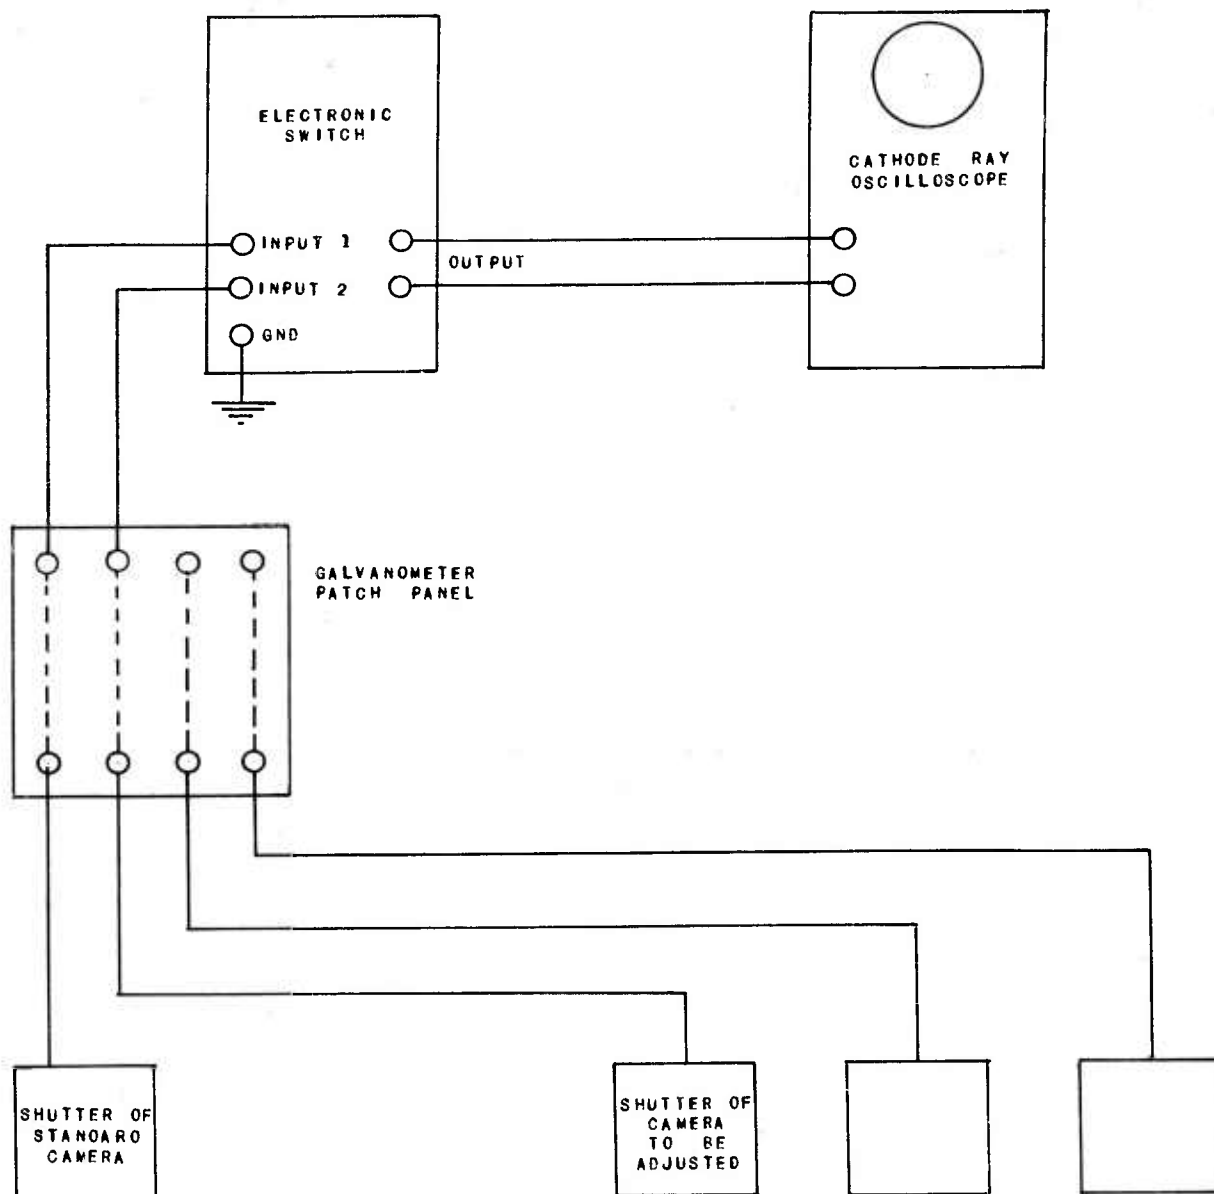 ELECTRONIC
SWITCH
CATHODE RAY
OSCILLOSCOPE
INPUT 1
OUTPUT
INPUT 2
GND
GALVANOMETER
PATCH PANEL
SHUTTER OF
STANDARD
CAMERA
SHUTTER OF
CAMERA
TO BE
ADJUSTED